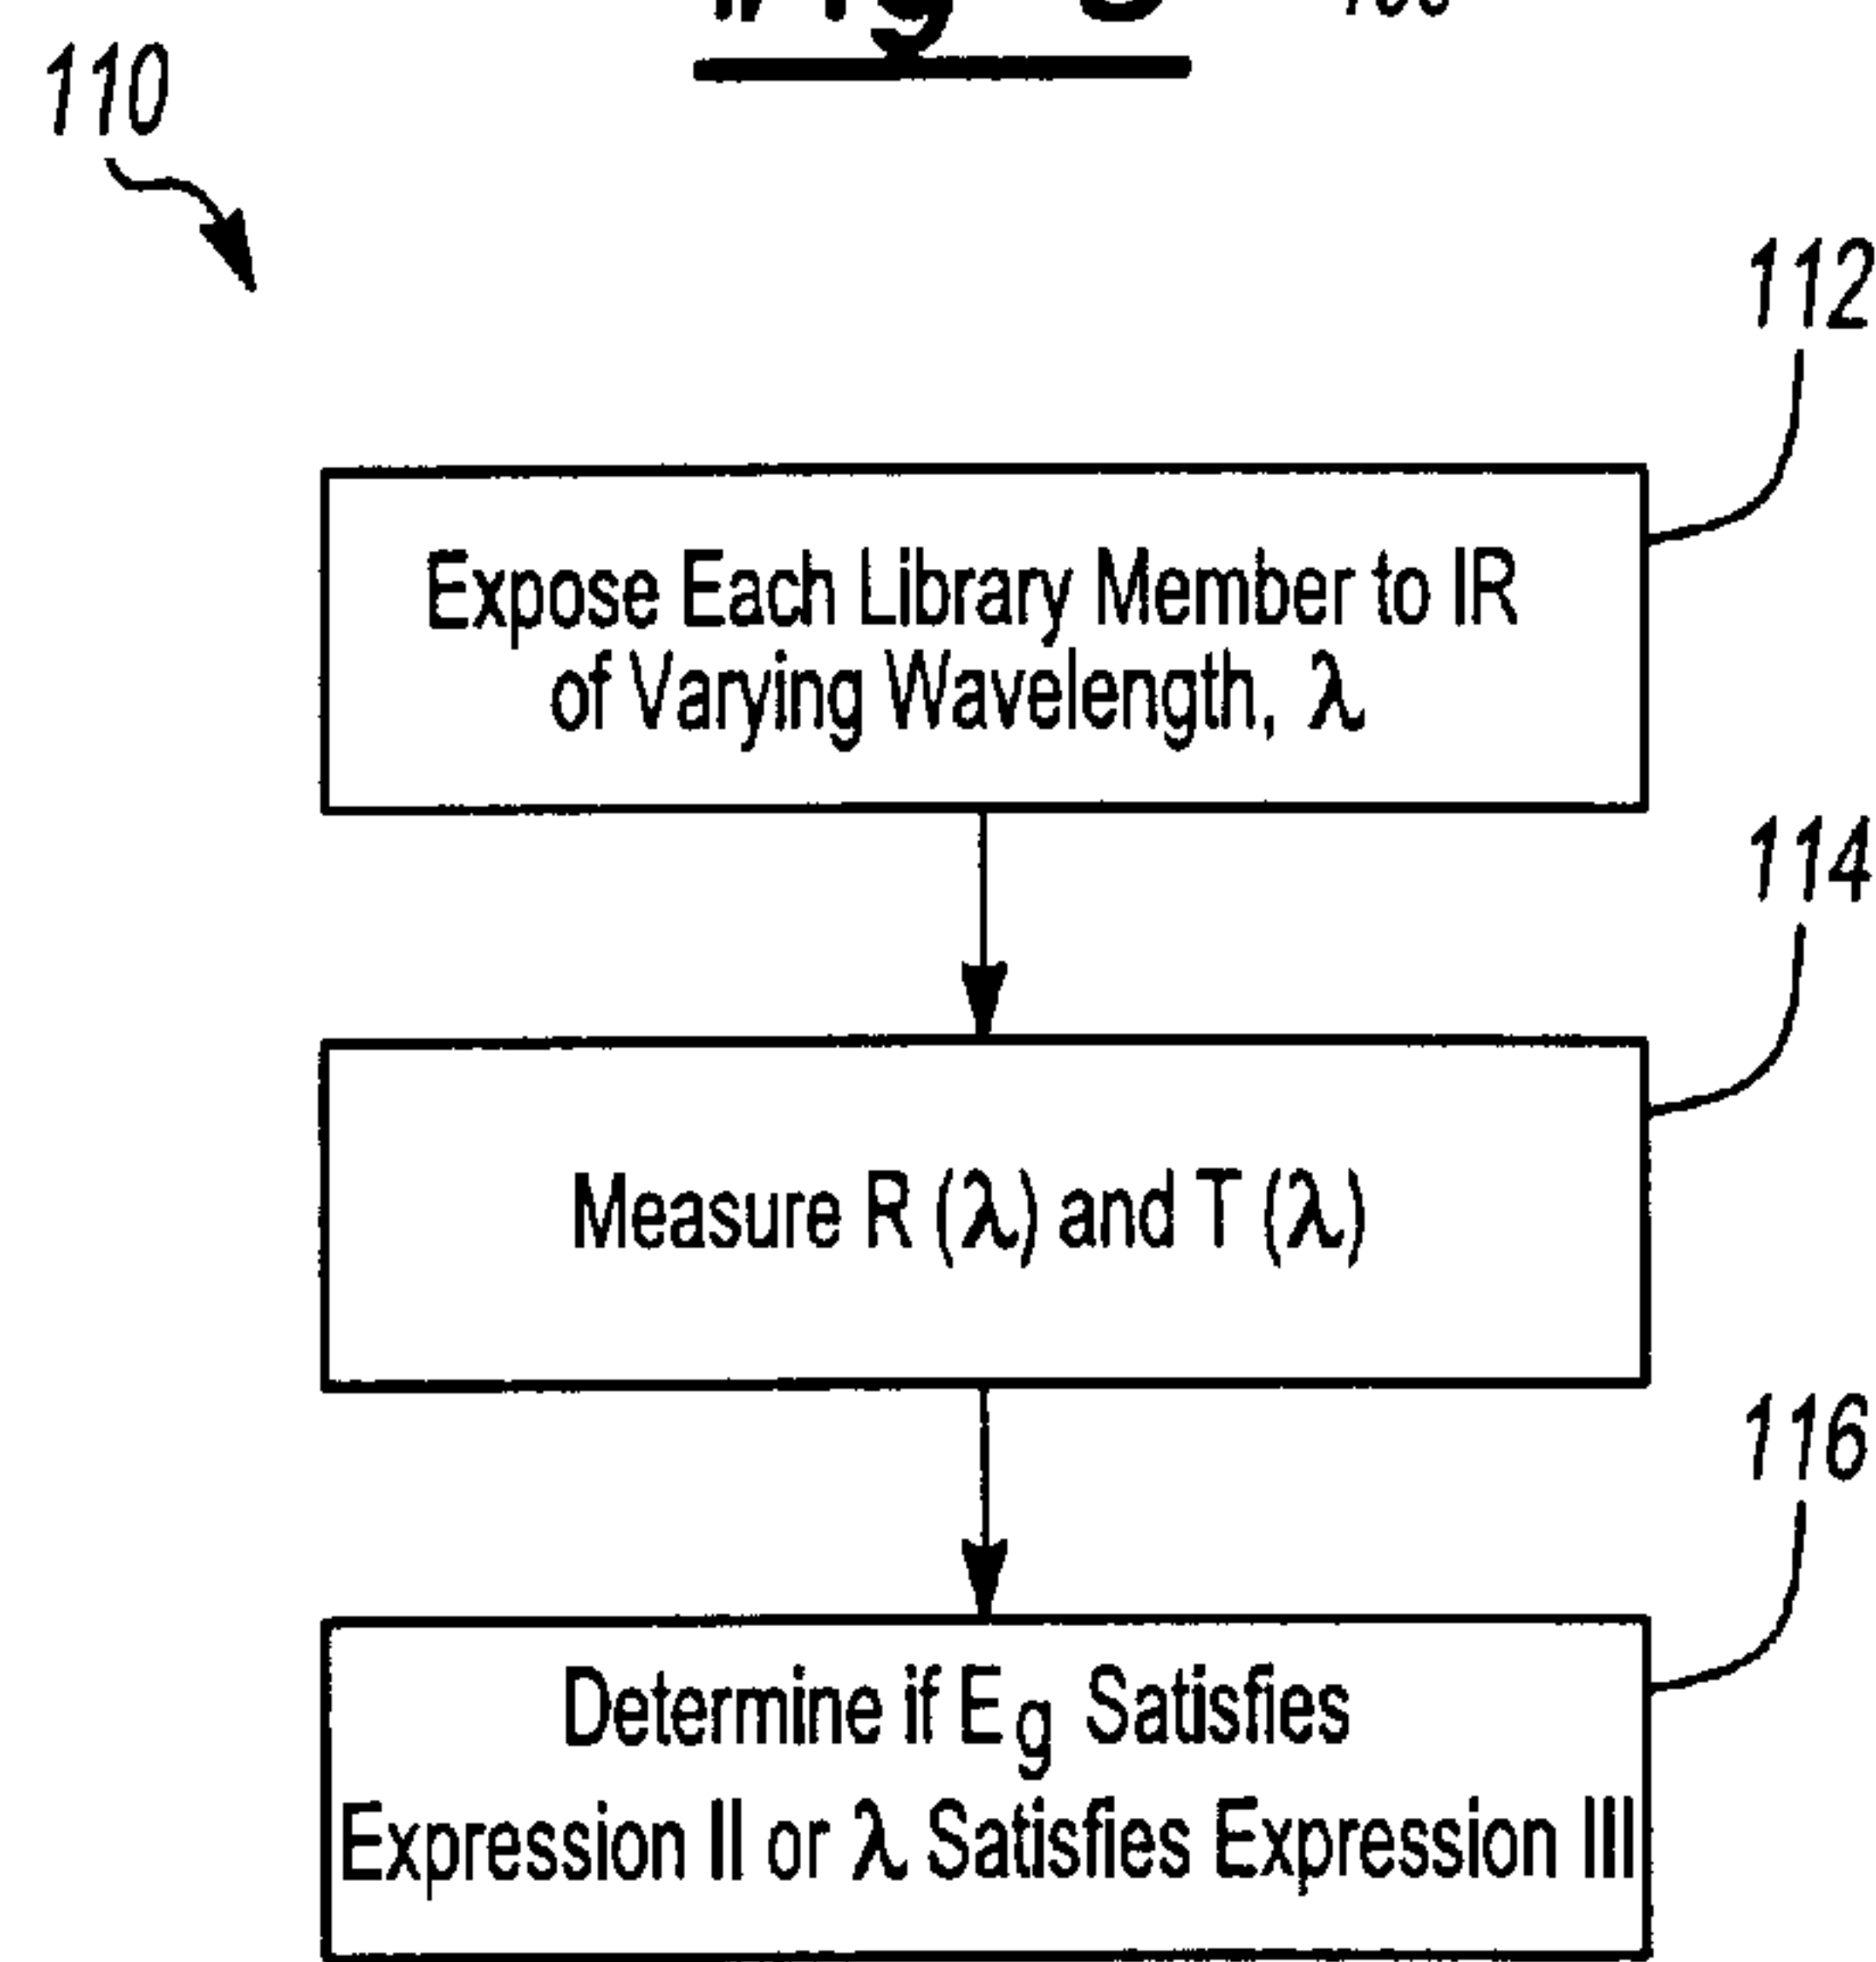 110
112
Expose Each Library Member to IR
of Varying Wavelength, λ
114
Measure R (λ) and T (λ)
116
Determine if Eg Satisfies
Expression II or λ Satisfies Expression III